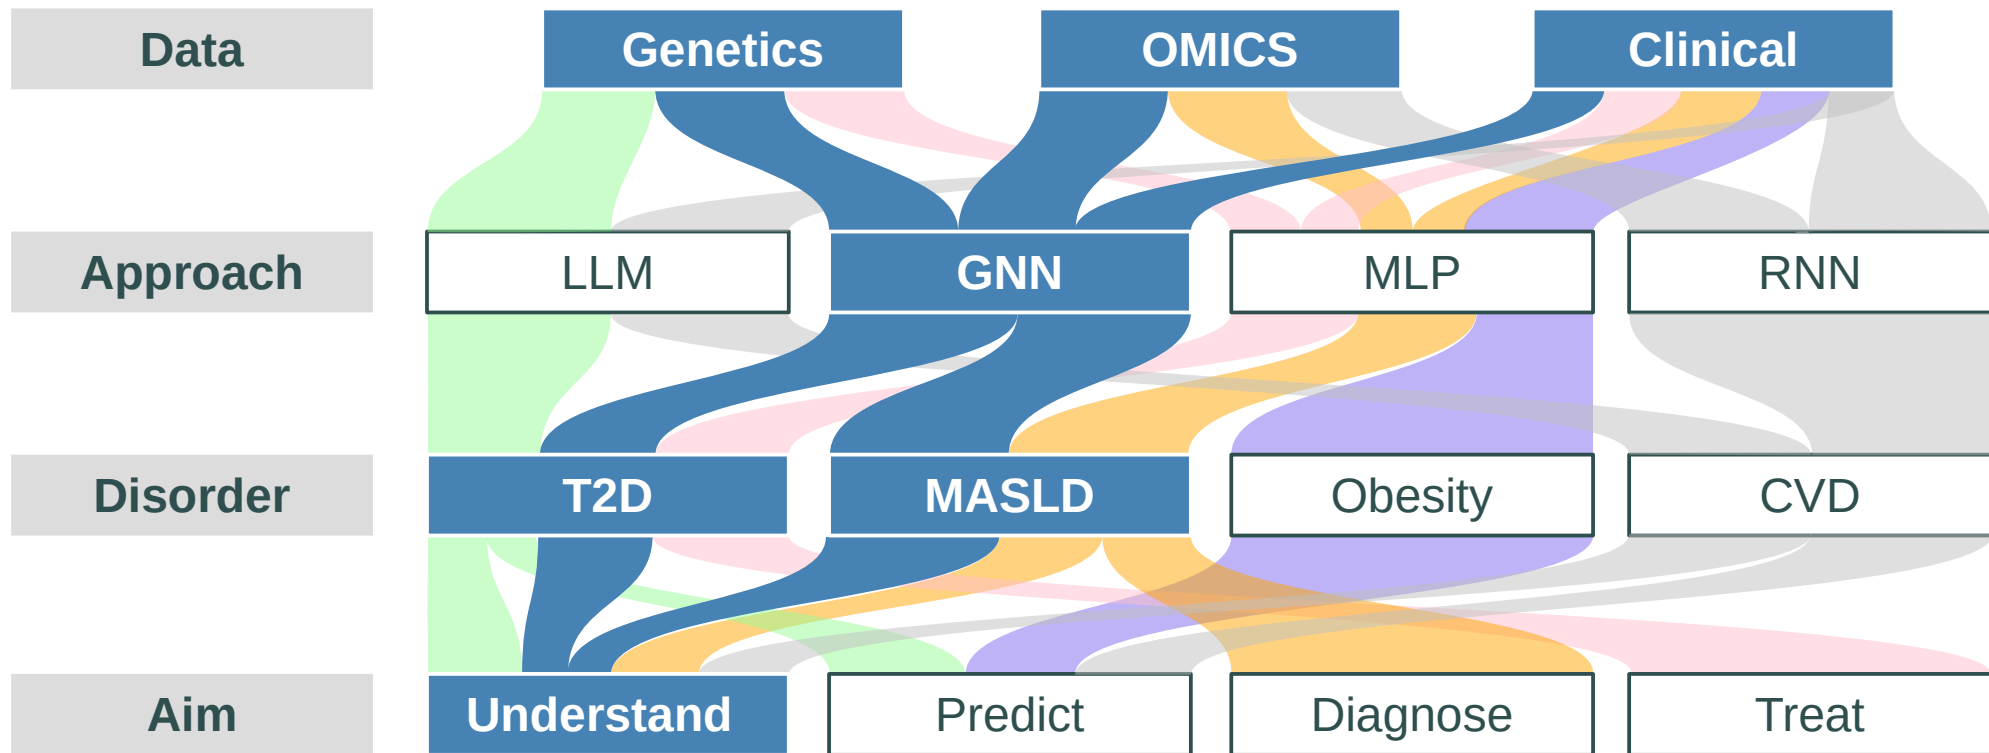 Data
Genetics
OMICS
Clinical
Approach
LLM
GNN
MLP
RNN
Disorder
T2D
MASLD
Obesity
CVD
Aim
Understand
Predict
Diagnose
Treat